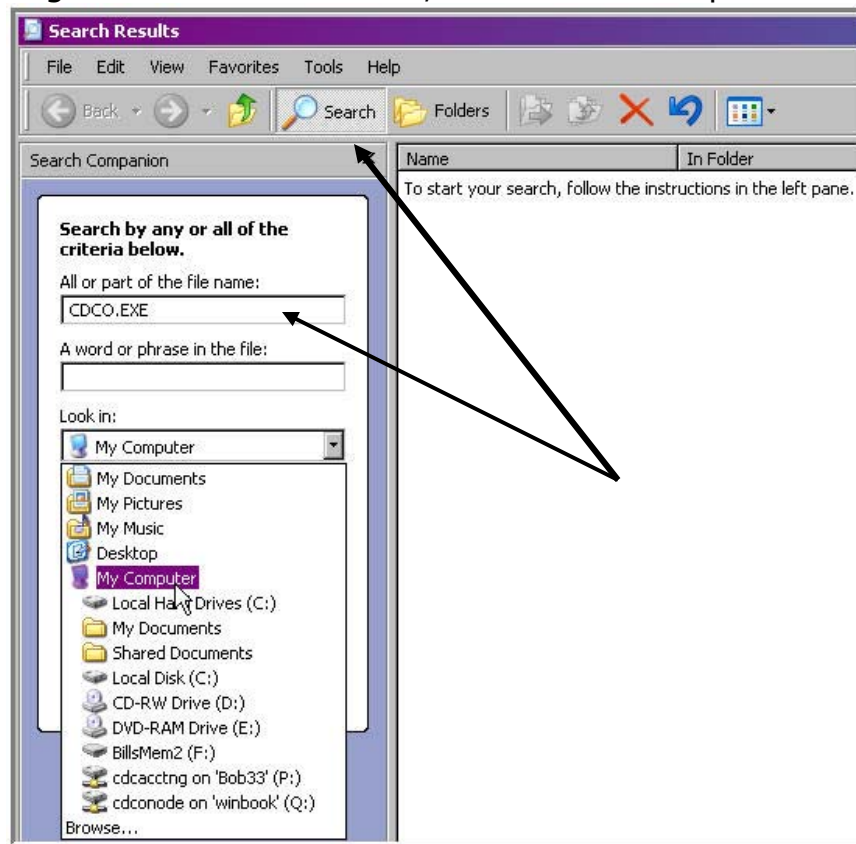 Search Results
File Edit View Favorites Tools Help
Back Search Folders
Search Companion
Name In Folder
To start your search, follow the instructions in the left pane.
Search by any or all of the
criteria below.
All or part of the file name:
CDCO.EXE
A word or phrase in the file:
Look in:
My Computer
My Documents
My Pictures
My Music
Desktop
My Computer
Local Hard Drives (C:)
My Documents
Shared Documents
Local Disk (C:)
CD-RW Drive (D:)
DVD-RAM Drive (E:)
BillsMem2 (F:)
cdcacctng on 'Bob33' (P:)
cdconode on 'winbook' (Q:)
Browse...